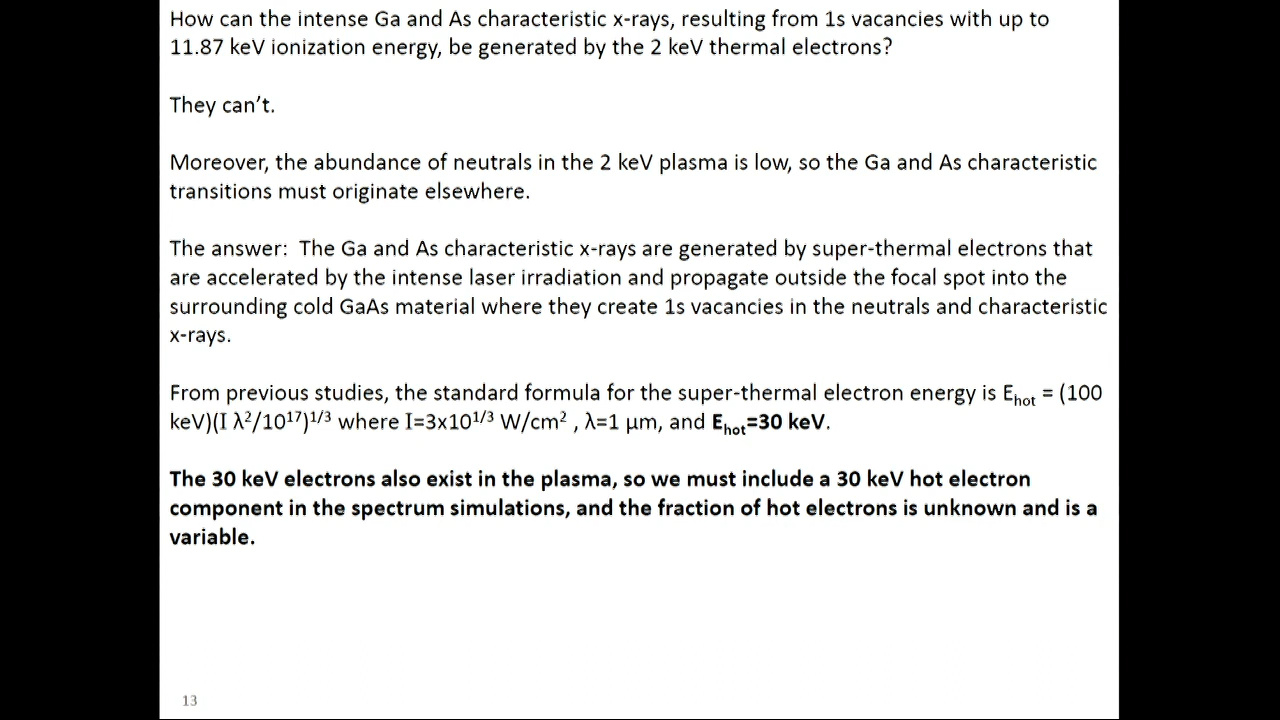 How can the intense Ga and As characteristic x-rays, resulting from 1s vacancies with up to
11.87 keV ionization energy, be generated by the 2 keV thermal electrons?
They can’t.
Moreover, the abundance of neutrals in the 2 keV plasma is low, so the Ga and As characteristic
transitions must originate elsewhere.
The answer:  The Ga and As characteristic x-rays are generated by super-thermal electrons that
are accelerated by the intense laser irradiation and propagate outside the focal spot into the
surrounding cold GaAs material where they create 1s vacancies in the neutrals and characteristic
x-rays.
From previous studies, the standard formula for the super-thermal electron energy is E_hot = (100
keV)(I λ²/10¹⁷)¹/³ where I=3x10¹/³ W/cm² , λ=1 µm, and E_hot=30 keV.
The 30 keV electrons also exist in the plasma, so we must include a 30 keV hot electron
component in the spectrum simulations, and the fraction of hot electrons is unknown and is a
variable.
13